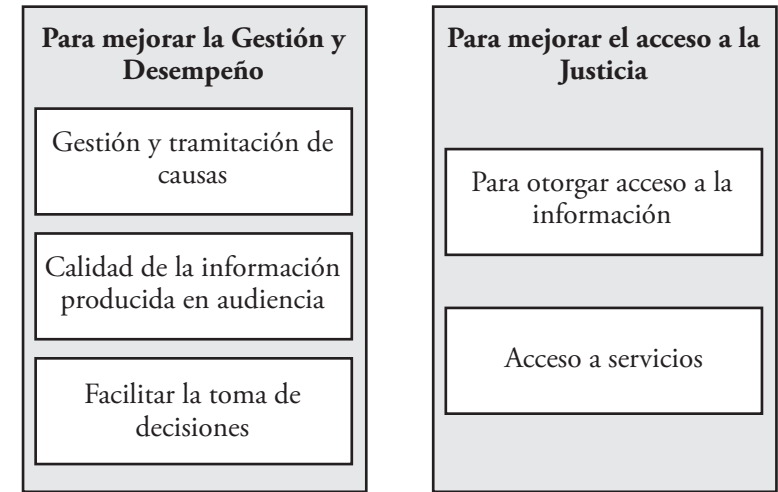 Para mejorar la Gestión y
Desempeño
Gestión y tramitación de
causas
Calidad de la información
producida en audiencia
Facilitar la toma de
decisiones
Para mejorar el acceso a la
Justicia
Para otorgar acceso a la
información
Acceso a servicios